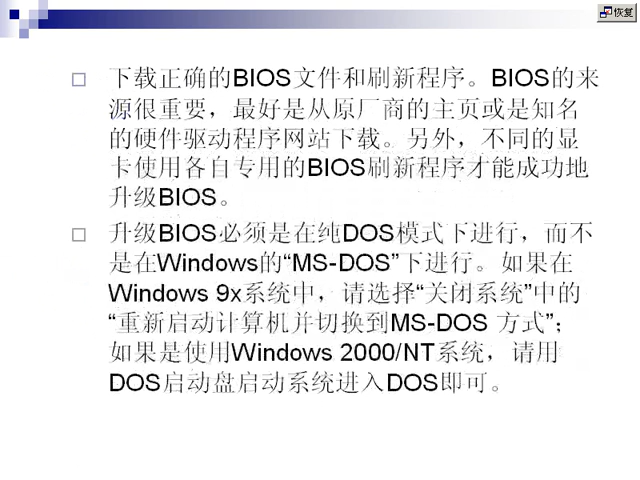 恢复
下载正确的BIOS文件和刷新程序。BIOS的来
源很重要，最好是从原厂商的主页或是知名
的硬件驱动程序网站下载。另外，不同的显
卡使用各自专用的BIOS刷新程序才能成功地
升级BIOS。
升级BIOS必须是在纯DOS模式下进行，而不
是在Windows的“MS-DOS”下进行。如果在
Windows 9x系统中，请选择“关闭系统”中的
“重新启动计算机并切换到MS-DOS 方式”；
如果是使用Windows 2000/NT系统，请用
DOS启动盘启动系统进入DOS即可。